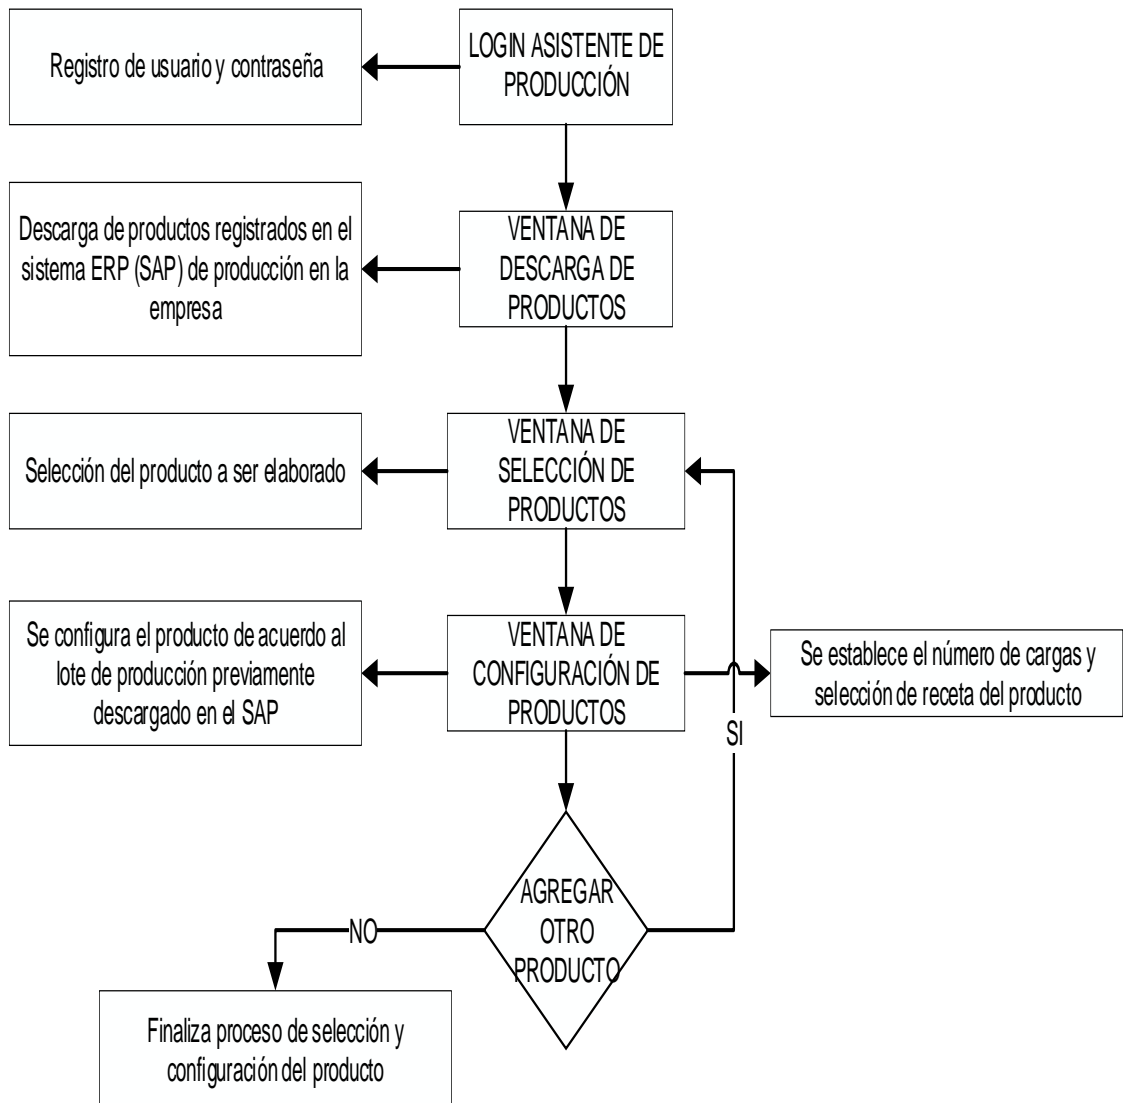 Registro de usuario y contraseña
LOGIN ASISTENTE DE
PRODUCCIÓN
Descarga de productos registrados en el
sistema ERP (SAP) de producción en la
empresa
VENTANA DE
DESCARGA DE
PRODUCTOS
Selección del producto a ser elaborado
VENTANA DE
SELECCIÓN DE
PRODUCTOS
Se configura el producto de acuerdo al
lote de producción previamente
descargado en el SAP
VENTANA DE
CONFIGURACIÓN DE
PRODUCTOS
Se establece el número de cargas y
selección de receta del producto
SI
AGREGAR
OTRO
PRODUCTO
NO
Finaliza proceso de selección y
configuración del producto